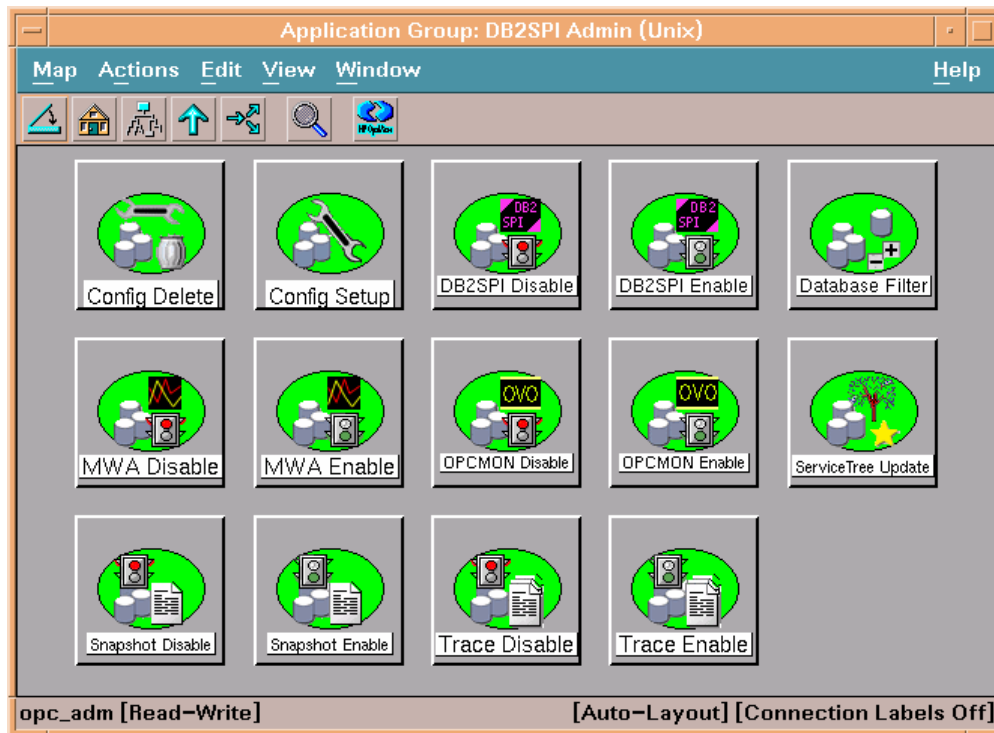 Application Group: DB2SPI Admin (Unix)
Map Actions Edit View Window Help
HP OpenView
DB2 SPI
DB2 SPI
Config Delete
Config Setup
DB2SPI Disable
DB2SPI Enable
Database Filter
OVO
OVO
MWA Disable
MWA Enable
OPCMON Disable
OPCMON Enable
ServiceTree Update
Snapshot Disable
Snapshot Enable
Trace Disable
Trace Enable
opc_adm [Read-Write] [Auto-Layout] [Connection Labels Off]